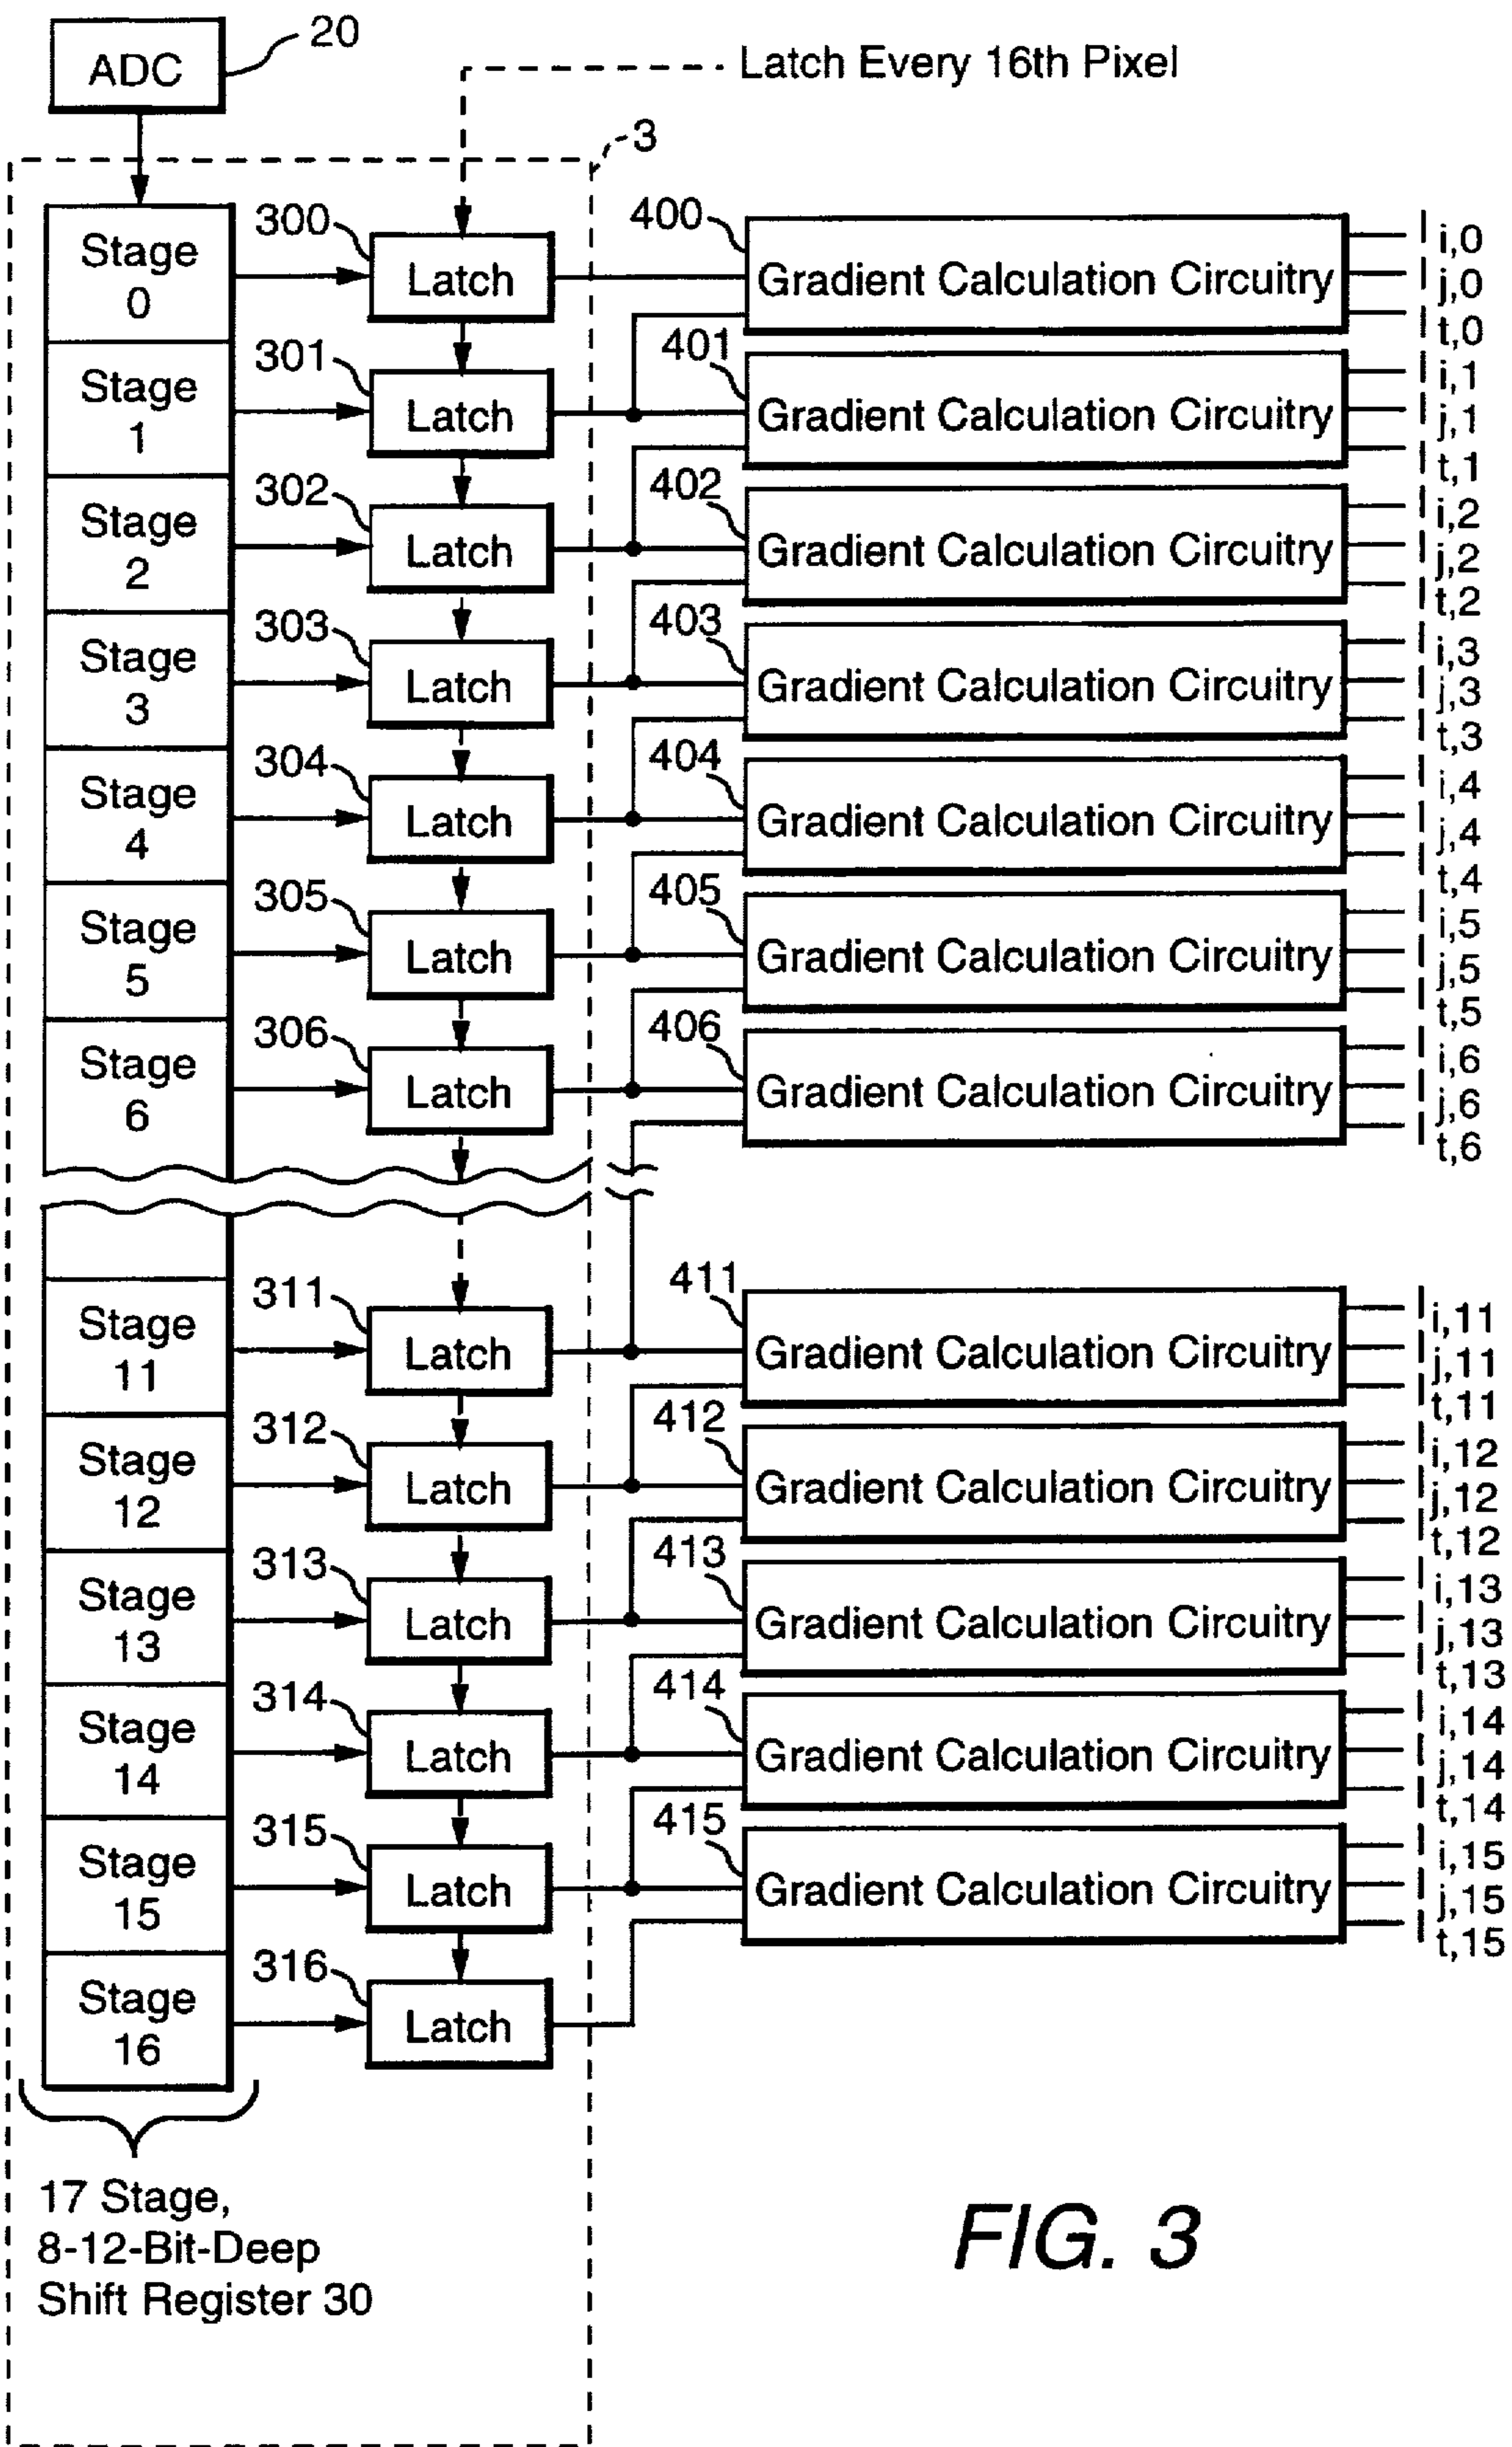 ADC
20
Latch Every 16th Pixel
3
Stage
0
300
Latch
400
Gradient Calculation Circuitry
i,0
j,0
t,0
Stage
1
301
Latch
401
Gradient Calculation Circuitry
i,1
j,1
t,1
Stage
2
302
Latch
402
Gradient Calculation Circuitry
i,2
j,2
t,2
Stage
3
303
Latch
403
Gradient Calculation Circuitry
i,3
j,3
t,3
Stage
4
304
Latch
404
Gradient Calculation Circuitry
i,4
j,4
t,4
Stage
5
305
Latch
405
Gradient Calculation Circuitry
i,5
j,5
t,5
Stage
6
306
Latch
406
Gradient Calculation Circuitry
i,6
j,6
t,6
Stage
11
311
Latch
411
Gradient Calculation Circuitry
i,11
j,11
t,11
Stage
12
312
Latch
412
Gradient Calculation Circuitry
i,12
j,12
t,12
Stage
13
313
Latch
413
Gradient Calculation Circuitry
i,13
j,13
t,13
Stage
14
314
Latch
414
Gradient Calculation Circuitry
i,14
j,14
t,14
Stage
15
315
Latch
415
Gradient Calculation Circuitry
i,15
j,15
t,15
Stage
16
316
Latch
17 Stage,
8-12-Bit-Deep
Shift Register 30
FIG. 3